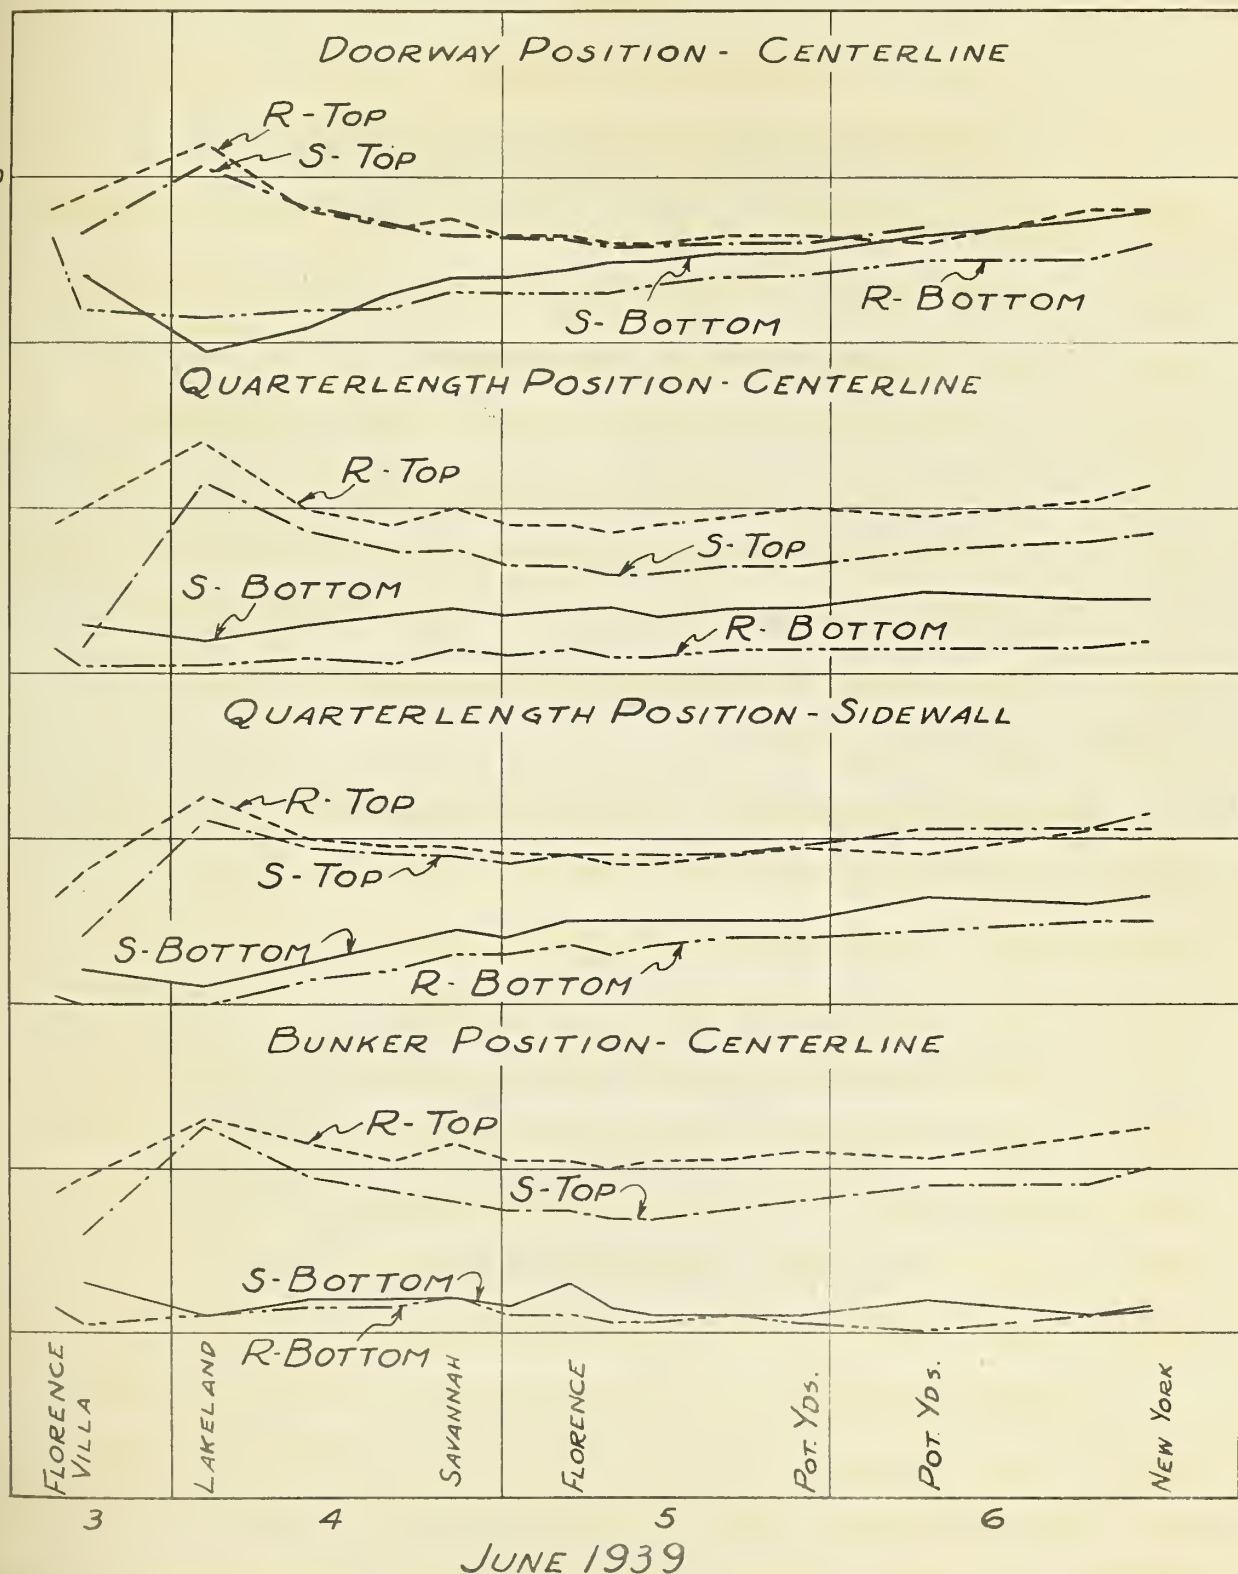 DOORWAY POSITION - CENTERLINE
R-TOP
S-TOP
R-BOTTOM
S-BOTTOM
QUARTERLENGTH POSITION - CENTERLINE
R-TOP
S-TOP
S-BOTTOM
R-BOTTOM
QUARTERLENGTH POSITION - SIDEWALL
R-TOP
S-TOP
S-BOTTOM
R-BOTTOM
BUNKER POSITION - CENTERLINE
R-TOP
S-TOP
S-BOTTOM
R-BOTTOM
FLORENCE
VILLA
LAKELAND
SAVANNAH
FLORENCE
POT. YDS.
POT. YDS.
NEW YORK
3 4 5 6
JUNE 1939